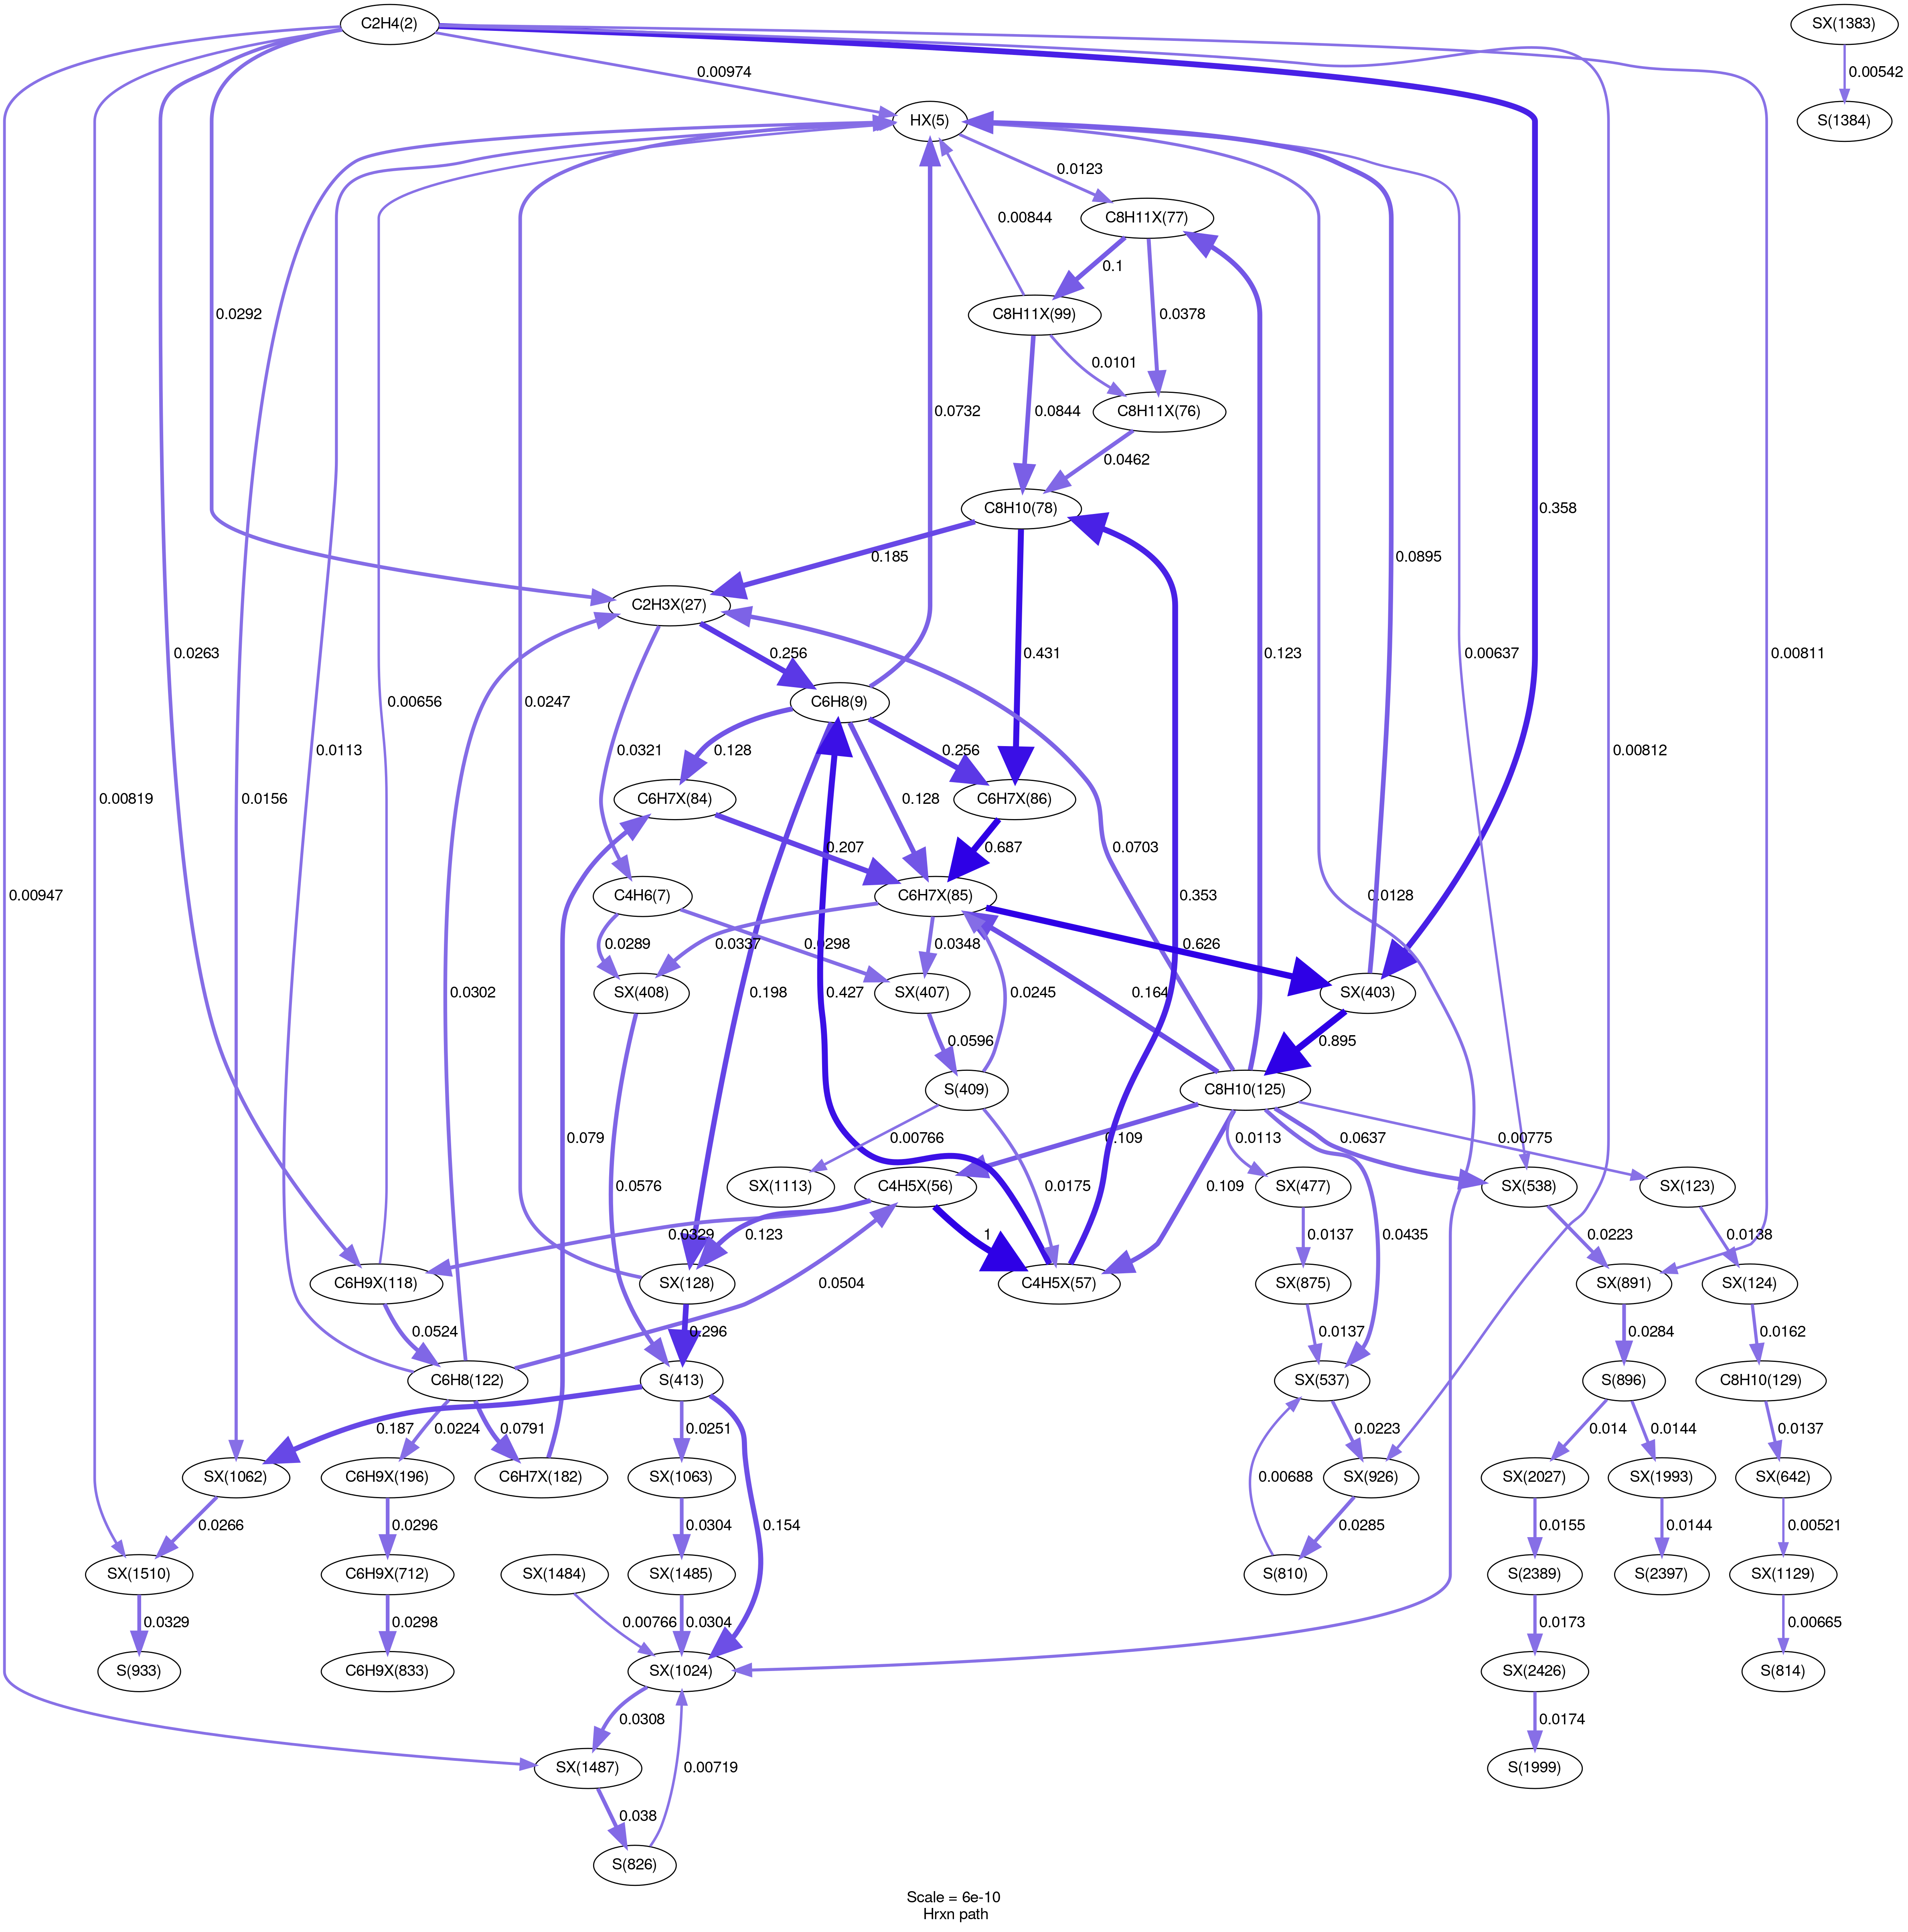 C2H4(2)
SX(1383)
0.00974
0.00542
HX(5)
S(1384)
0.0123
C8H11X(77)
0.00844
0.1
C8H11X(99)
0.0378
0.0292
0.0101
C8H11X(76)
0.0844
0.0732
0.0462
C8H10(78)
0.358
0.0895
0.185
C2H3X(27)
0.431
0.123
0.00637
0.0263
0.256
0.00811
0.00656
0.0247
C6H8(9)
0.0113
0.0321
0.128
0.256
0.00812
0.00819
0.0156
C6H7X(84)
0.128
C6H7X(86)
0.00947
0.207
0.687
0.0703
0.353
0.0128
C4H6(7)
C6H7X(85)
0.0289
0.0337
0.0298
0.0348
0.626
0.0302
SX(408)
0.198
0.427
SX(407)
0.0245
0.164
SX(403)
0.0596
0.895
S(409)
C8H10(125)
0.079
0.00766
0.109
0.0113
0.0637
0.00775
0.0576
SX(1113)
C4H5X(56)
0.0175
0.109
SX(477)
SX(538)
SX(123)
0.0329
0.123
1
0.0137
0.0435
0.0223
0.0138
C6H9X(118)
SX(128)
C4H5X(57)
SX(875)
SX(891)
SX(124)
0.0524
0.0504
0.296
0.0137
0.0284
0.0162
C6H8(122)
S(413)
SX(537)
S(896)
C8H10(129)
0.187
0.0224
0.0791
0.0251
0.0223
0.014
0.0144
0.0137
SX(1062)
C6H9X(196)
C6H7X(182)
SX(1063)
SX(926)
SX(2027)
SX(1993)
SX(642)
0.0266
0.0296
0.0304
0.154
0.00688
0.0285
0.0155
0.0144
0.00521
SX(1510)
C6H9X(712)
SX(1484)
SX(1485)
S(810)
S(2389)
S(2397)
SX(1129)
0.0329
0.0298
0.00766
0.0304
0.0173
0.00665
S(933)
C6H9X(833)
SX(1024)
SX(2426)
S(814)
0.0308
0.0174
SX(1487)
0.00719
S(1999)
0.038
S(826)
Scale = 6e-10
Hrxn path